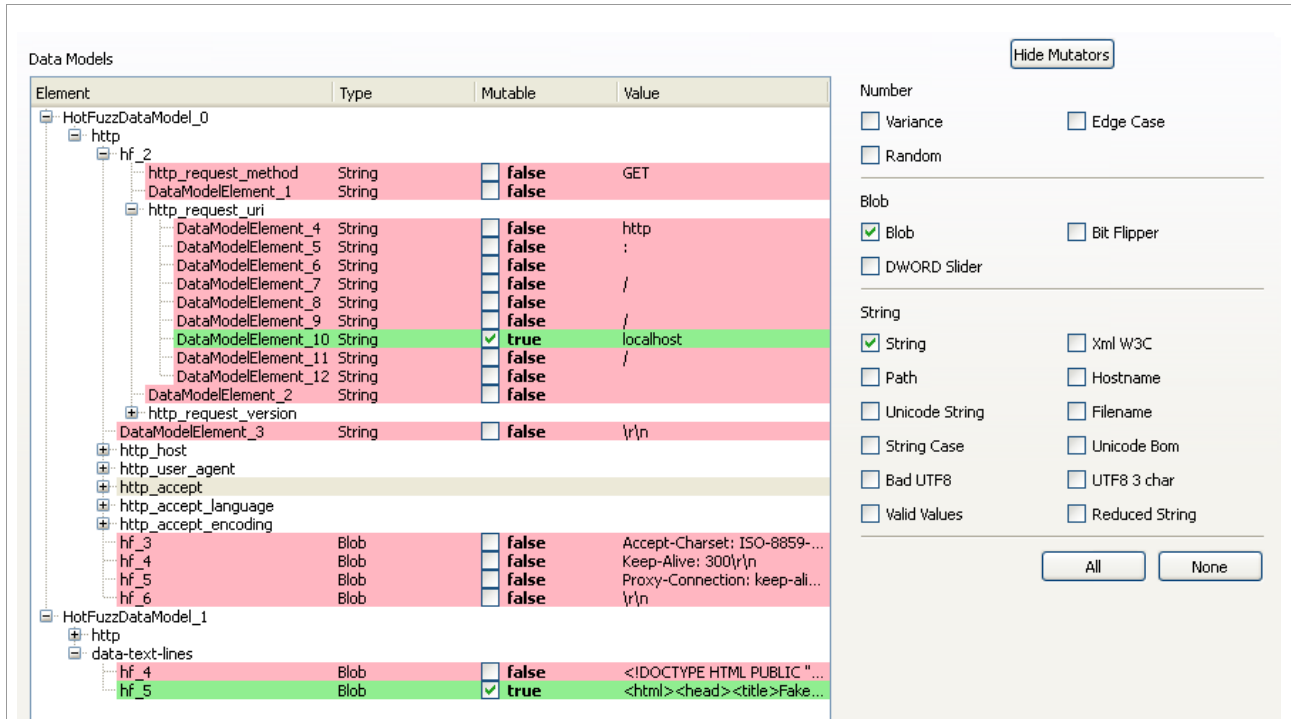 Hide Mutators
Data Models
Element Type Mutable Value
HotFuzzDataModel_0
http
hf_2
http_request_method String false GET
DataModelElement_1 String false
http_request_uri
DataModelElement_4 String false http
DataModelElement_5 String false :
DataModelElement_6 String false
DataModelElement_7 String false /
DataModelElement_8 String false
DataModelElement_9 String false /
DataModelElement_10 String true localhost
DataModelElement_11 String false /
DataModelElement_12 String false
DataModelElement_2 String false
http_request_version
DataModelElement_3 String false \r\n
http_host
http_user_agent
http_accept
http_accept_language
http_accept_encoding
hf_3 Blob false Accept-Charset: ISO-8859-...
hf_4 Blob false Keep-Alive: 300\r\n
hf_5 Blob false Proxy-Connection: keep-ali...
hf_6 Blob false \r\n
HotFuzzDataModel_1
http
data-text-lines
hf_4 Blob false <!DOCTYPE HTML PUBLIC "...
hf_5 Blob true <html><head><title>Fake...
Number
Variance Edge Case
Random
Blob
Blob Bit Flipper
DWORD Slider
String
String Xml W3C
Path Hostname
Unicode String Filename
String Case Unicode Bom
Bad UTF8 UTF8 3 char
Valid Values Reduced String
All None